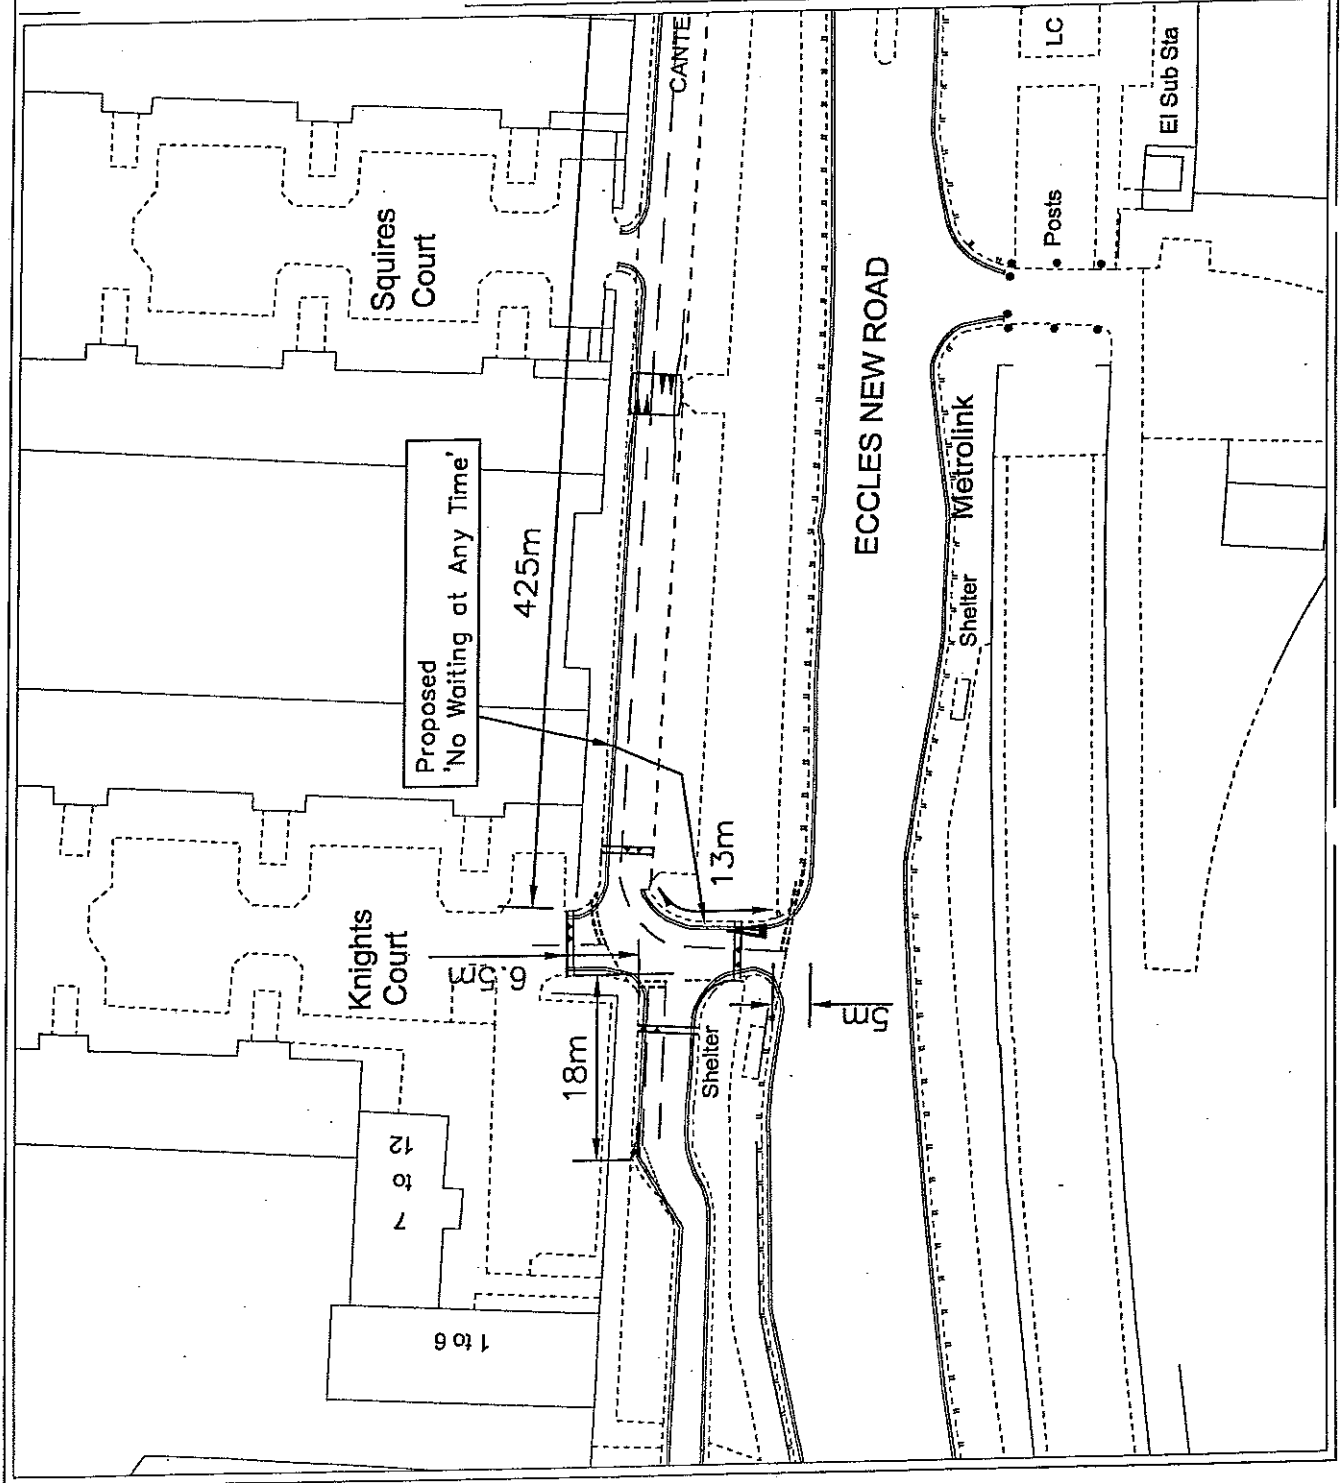 CANTE
LC
El Sub Sta
Squires
Court
Posts
ECCLES NEW ROAD
Proposed
'No Waiting at Any Time'
425m
Metrolink
Shelter
13m
Knights
Court
6.5m
5m
18m
Shelter
7 to 12
1 to 6